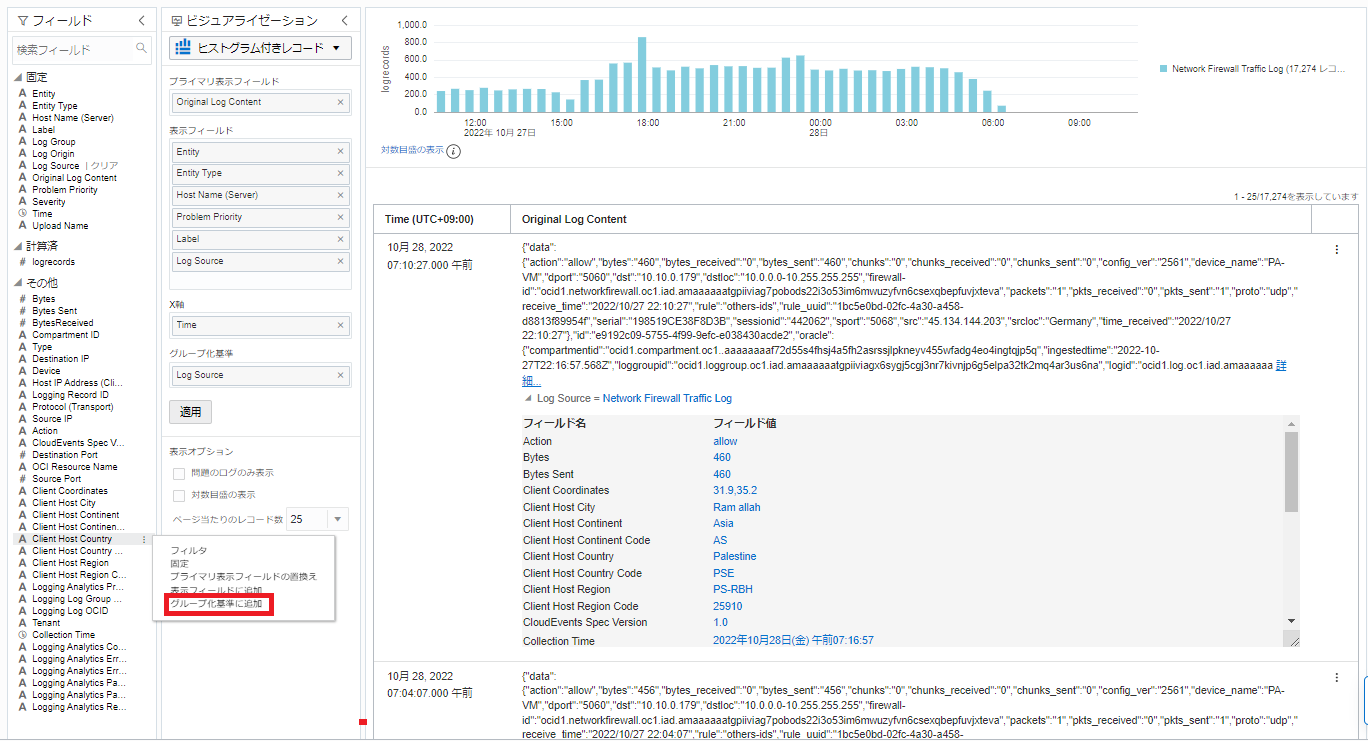 フィールド
検索フィールド
固定
Entity
Entity Type
Host Name (Server)
Label
Log Group
Log Origin
Log Source | クリア
Original Log Content
Problem Priority
Severity
Time
Upload Name
計算済
logrecords
その他
Bytes
Bytes Sent
BytesReceived
Compartment ID
Type
Destination IP
Device
Host IP Address (Cli...
Logging Record ID
Protocol (Transport)
Source IP
Action
CloudEvents Spec V...
Destination Port
OCI Resource Name
Source Port
Client Coordinates
Client Host City
Client Host Continent
Client Host Continen...
Client Host Country
Client Host Country ...
Client Host Region
Client Host Region C...
Logging Analytics Pr...
Logging Log Group ...
Logging Log OCID
Tenant
Collection Time
Logging Analytics Co...
Logging Analytics Err...
Logging Analytics Err...
Logging Analytics Pa...
Logging Analytics Pa...
Logging Analytics Re...
ビジュアライゼーション
ヒストグラム付きレコード
プライマリ表示フィールド
Original Log Content
表示フィールド
Entity
Entity Type
Host Name (Server)
Problem Priority
Label
Log Source
X軸
Time
グループ化基準
Log Source
適用
表示オプション
問題のログのみ表示
対数目盛の表示
ページ当たりのレコード数 25
フィルタ
固定
プライマリ表示フィールドの置換え
表示フィールドに追加
グループ化基準に追加
logrecords
1,000.0
800.0
600.0
400.0
200.0
0.0
12:00 15:00 18:00 21:00 00:00 03:00 06:00 09:00
2022年 10月 27日 28日
Network Firewall Traffic Log (17,274 レコ...
対数目盛の表示
1 - 25/17,274を表示しています
Time (UTC+09:00) Original Log Content
10月 28, 2022
07:10:27.000 午前
{"data":
{"action":"allow","bytes":"460","bytes_received":"0","bytes_sent":"460","chunks":"0","chunks_received":"0","chunks_sent":"0","config_ver":"2561","device_name":"PA-
VM","dport":"5060","dst":"10.10.0.179","dstloc":"10.0.0.0-10.255.255.255","firewall-
id":"ocid1.networkfirewall.oc1.iad.amaaaaaatgpiiviag7pobods22i3o53im6mwuzyfvn6csexqbepfuvjxteva","packets":"1","pkts_received":"0","pkts_sent":"1","proto":"udp","
receive_time":"2022/10/27 22:10:27","rule":"others-ids","rule_uuid":"1bc5e0bd-02fc-4a30-a458-
d8813f89954f","serial":"198519CE38F8D3B","sessionid":"442062","sport":"5068","src":"45.134.144.203","srcloc":"Germany","time_received":"2022/10/27
22:10:27"},"id":"e9192c09-5755-4f99-9efc-e038430acde2","oracle":
{"compartmentid":"ocid1.compartment.oc1..aaaaaaaaf72d55s4fhsj4a5fh2asrssjlpkneyv455wfadg4eo4ingtqjp5q","ingestedtime":"2022-10-
27T22:16:57.568Z","loggroupid":"ocid1.loggroup.oc1.iad.amaaaaaatgpiiviagx6sygj5cgj3nr7kivnjp6g5elpa32tk2mq4ar3us6na","logid":"ocid1.log.oc1.iad.amaaaaaa 詳
細...
Log Source = Network Firewall Traffic Log
フィールド名 フィールド値
Action allow
Bytes 460
Bytes Sent 460
Client Coordinates 31.9,35.2
Client Host City Ram allah
Client Host Continent Asia
Client Host Continent Code AS
Client Host Country Palestine
Client Host Country Code PSE
Client Host Region PS-RBH
Client Host Region Code 25910
CloudEvents Spec Version 1.0
Collection Time 2022年10月28日(金) 午前07:16:57
10月 28, 2022
07:04:07.000 午前
{"data":
{"action":"allow","bytes":"456","bytes_received":"0","bytes_sent":"456","chunks":"0","chunks_received":"0","chunks_sent":"0","config_ver":"2561","device_name":"PA-
VM","dport":"5060","dst":"10.10.0.179","dstloc":"10.0.0.0-10.255.255.255","firewall-
id":"ocid1.networkfirewall.oc1.iad.amaaaaaatgpiiviag7pobods22i3o53im6mwuzyfvn6csexqbepfuvjxteva","packets":"1","pkts_received":"0","pkts_sent":"1","proto":"udp","
receive_time":"2022/10/27 22:04:07","rule":"others-ids","rule_uuid":"1bc5e0bd-02fc-4a30-a458-